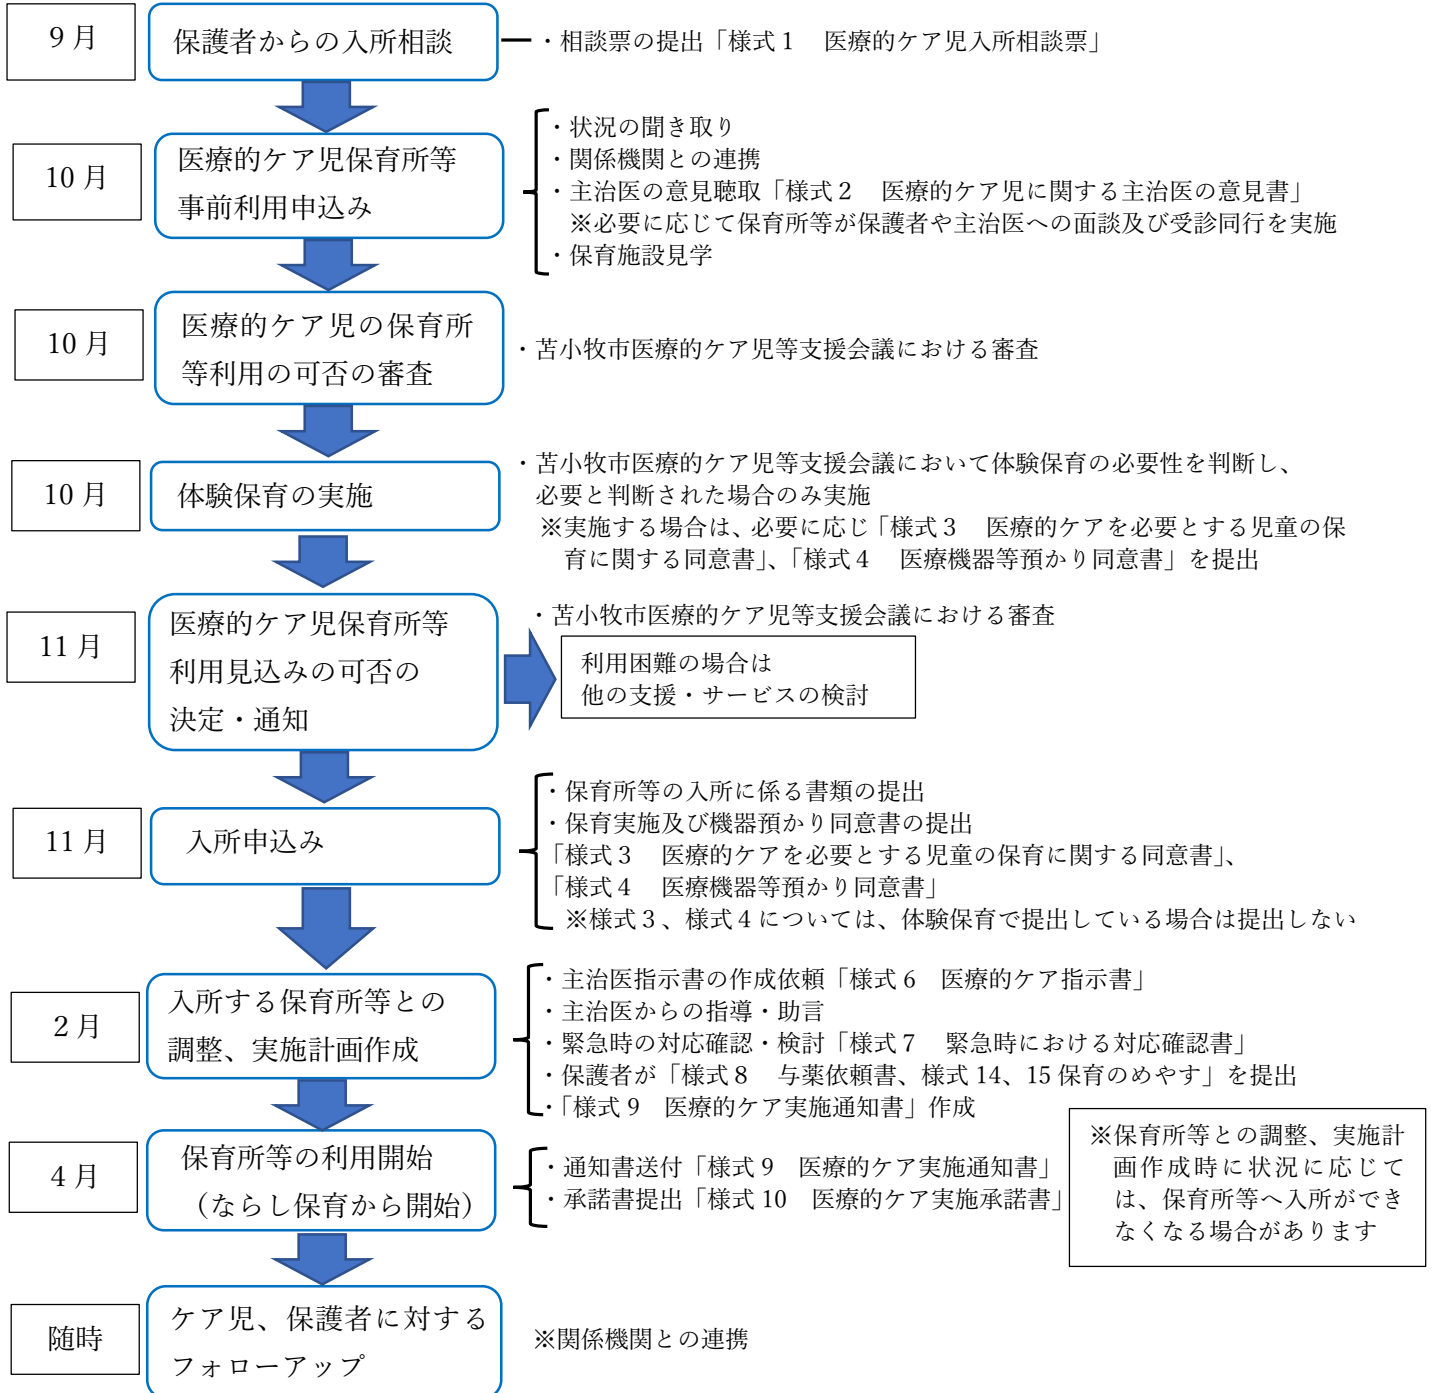 9月
保護者からの入所相談
・相談票の提出「様式1　医療的ケア児入所相談票」
10月
医療的ケア児保育所等
事前利用申込み
・状況の聞き取り
・関係機関との連携
・主治医の意見聴取「様式2　医療的ケア児に関する主治医の意見書」
※必要に応じて保育所等が保護者や主治医への面談及び受診同行を実施
・保育施設見学
10月
医療的ケア児の保育所
等利用の可否の審査
・苫小牧市医療的ケア児等支援会議における審査
10月
体験保育の実施
・苫小牧市医療的ケア児等支援会議において体験保育の必要性を判断し、
必要と判断された場合のみ実施
※実施する場合は、必要に応じ「様式3　医療的ケアを必要とする児童の保
育に関する同意書」、「様式4　医療機器等預かり同意書」を提出
11月
医療的ケア児保育所等
利用見込みの可否の
決定・通知
・苫小牧市医療的ケア児等支援会議における審査
利用困難の場合は
他の支援・サービスの検討
11月
入所申込み
・保育所等の入所に係る書類の提出
・保育実施及び機器預かり同意書の提出
「様式3　医療的ケアを必要とする児童の保育に関する同意書」、
「様式4　医療機器等預かり同意書」
※様式3、様式4については、体験保育で提出している場合は提出しない
2月
入所する保育所等との
調整、実施計画作成
・主治医指示書の作成依頼「様式6　医療的ケア指示書」
・主治医からの指導・助言
・緊急時の対応確認・検討「様式7　緊急時における対応確認書」
・保護者が「様式8　与薬依頼書、様式14、15保育のめやす」を提出
・「様式9　医療的ケア実施通知書」作成
4月
保育所等の利用開始
（ならし保育から開始）
・通知書送付「様式9　医療的ケア実施通知書」
・承諾書提出「様式10　医療的ケア実施承諾書」
※保育所等との調整、実施計
画作成時に状況に応じて
は、保育所等へ入所ができ
なくなる場合があります
随時
ケア児、保護者に対する
フォローアップ
※関係機関との連携